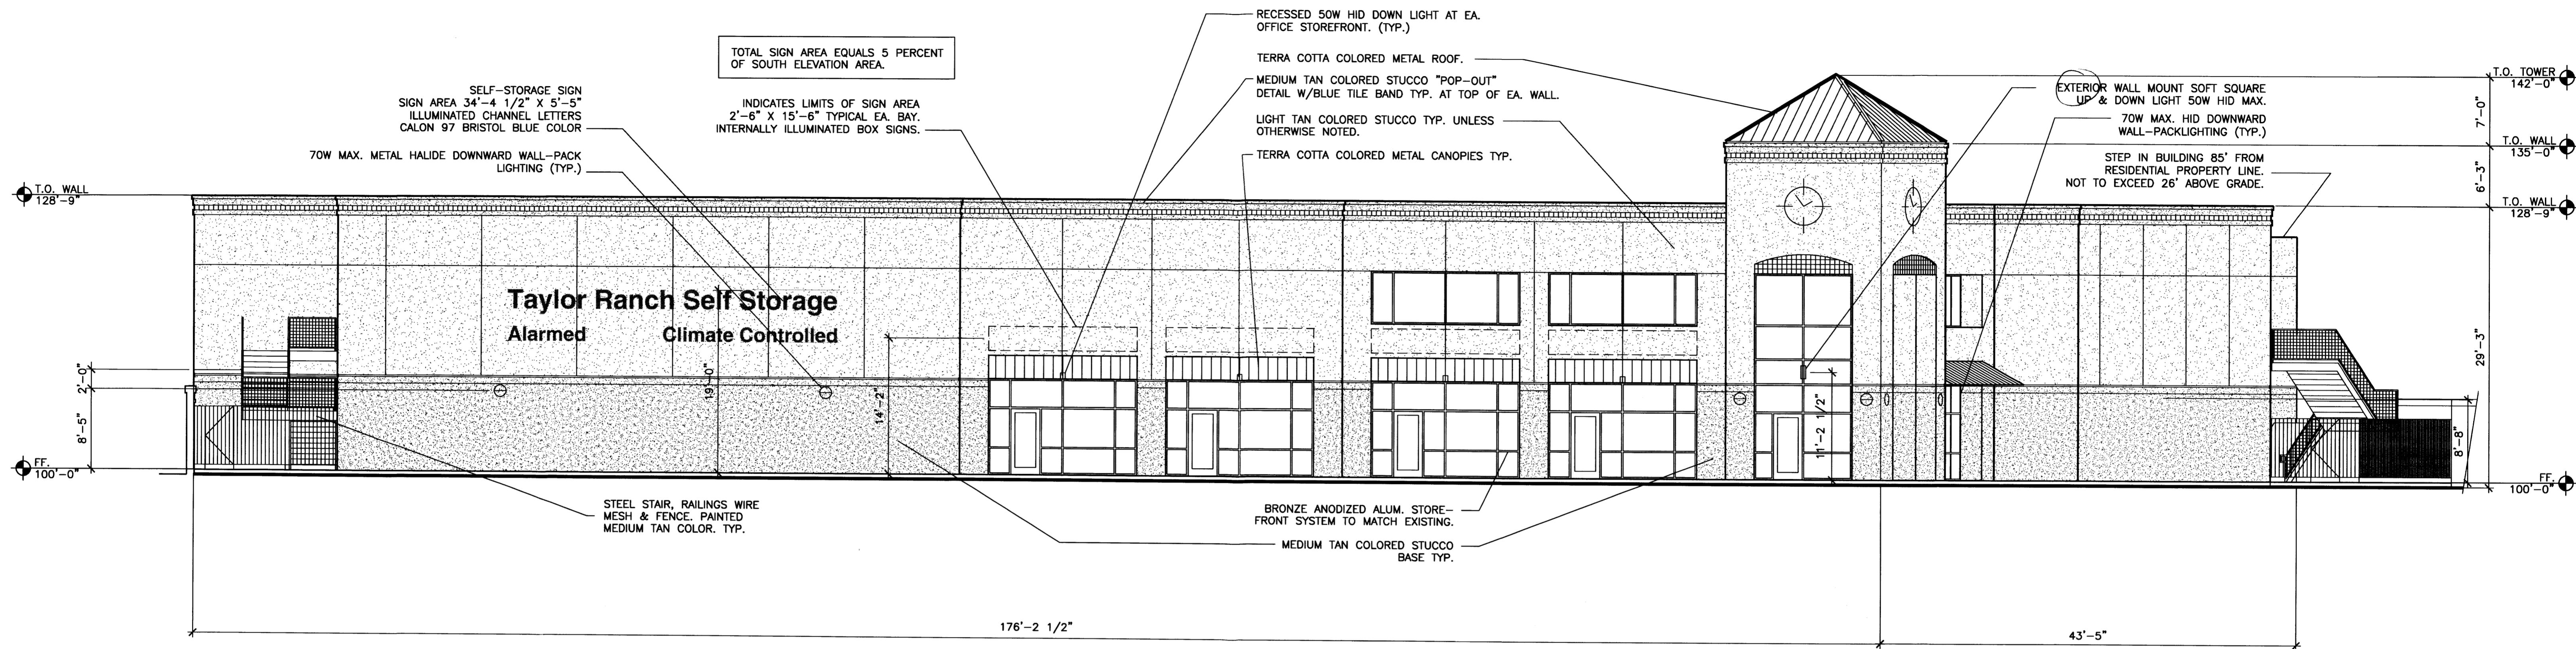 RECESSED 50W HID DOWN LIGHT AT EA.
OFFICE STOREFRONT. (TYP.)
TOTAL SIGN AREA EQUALS 5 PERCENT
OF SOUTH ELEVATION AREA.
TERRA COTTA COLORED METAL ROOF.
MEDIUM TAN COLORED STUCCO "POP-OUT"
DETAIL W/BLUE TILE BAND TYP. AT TOP OF EA. WALL.
LIGHT TAN COLORED STUCCO TYP. UNLESS
OTHERWISE NOTED.
TERRA COTTA COLORED METAL CANOPIES TYP.
SELF-STORAGE SIGN
SIGN AREA 34'-4 1/2" X 5'-5"
ILLUMINATED CHANNEL LETTERS
CALON 97 BRISTOL BLUE COLOR
70W MAX. METAL HALIDE DOWNWARD WALL-PACK
LIGHTING (TYP.)
INDICATES LIMITS OF SIGN AREA
2'-6" X 15'-6" TYPICAL EA. BAY.
INTERNALLY ILLUMINATED BOX SIGNS.
EXTERIOR WALL MOUNT SOFT SQUARE
UP & DOWN LIGHT 50W HID MAX.
70W MAX. HID DOWNWARD
WALL-PACKLIGHTING (TYP.)
STEP IN BUILDING 85' FROM
RESIDENTIAL PROPERTY LINE.
NOT TO EXCEED 26' ABOVE GRADE.
T.O. TOWER
142'-0"
7'-0"
T.O. WALL
135'-0"
6'-3"
T.O. WALL
128'-9"
29'-3"
FF.
100'-0"
8'-8"
T.O. WALL
128'-9"
2'-0"
8'-5"
FF.
100'-0"
Taylor Ranch Self Storage
Alarmed Climate Controlled
19'-0"
14'-2"
11'-2 1/2"
STEEL STAIR, RAILINGS WIRE
MESH & FENCE. PAINTED
MEDIUM TAN COLOR. TYP.
BRONZE ANODIZED ALUM. STORE-
FRONT SYSTEM TO MATCH EXISTING.
MEDIUM TAN COLORED STUCCO
BASE TYP.
176'-2 1/2"
43'-5"